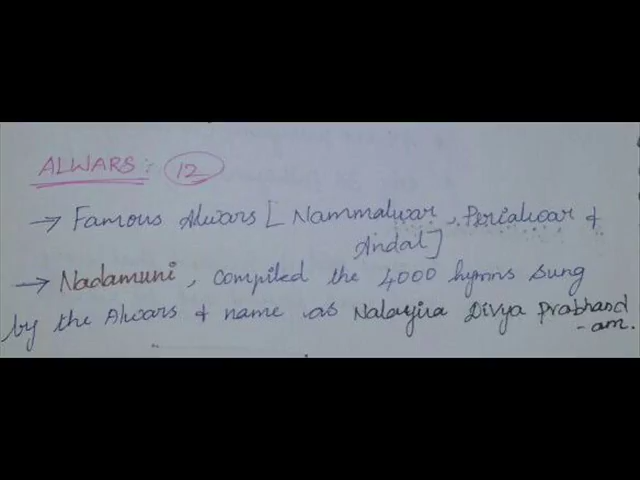 ALWARS: 12
→ Famous Alwars [Nammalwar, Perialwar &
Andal]
→ Nadamuni, compiled the 4000 hymns sung
by the Alwars & name as Nalayira Divya Prabhand
-am.